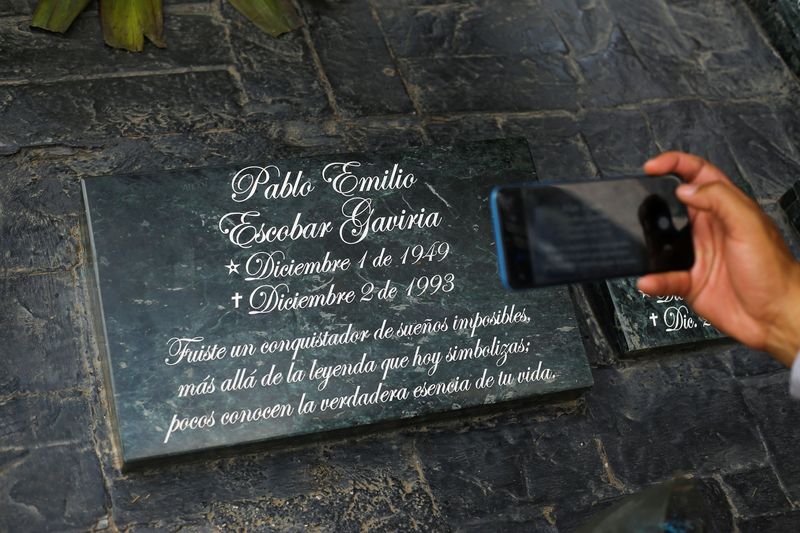 Pablo Emilio
Escobar Gaviria
☆ Diciembre 1 de 1949
✝ Diciembre 2 de 1993
Fuiste un conquistador de sueños imposibles,
más allá de la leyenda que hoy simbolizas;
pocos conocen la verdadera esencia de tu vida.
✝ Dic.